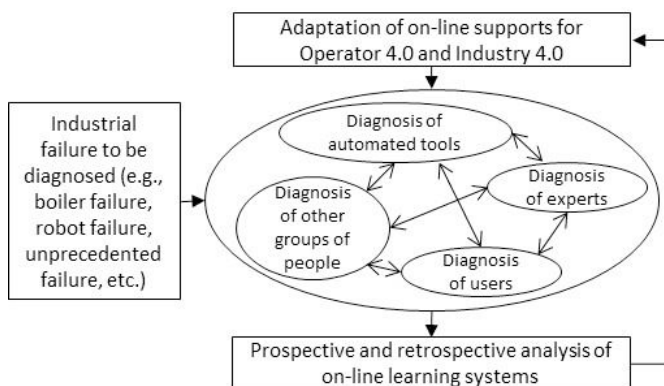 Adaptation of on-line supports for
Operator 4.0 and Industry 4.0
Industrial
failure to be
diagnosed (e.g.,
boiler failure,
robot failure,
unprecedented
failure, etc.)
Diagnosis of
automated tools
Diagnosis
of experts
Diagnosis
of other
groups of
people
Diagnosis
of users
Prospective and retrospective analysis of
on-line learning systems